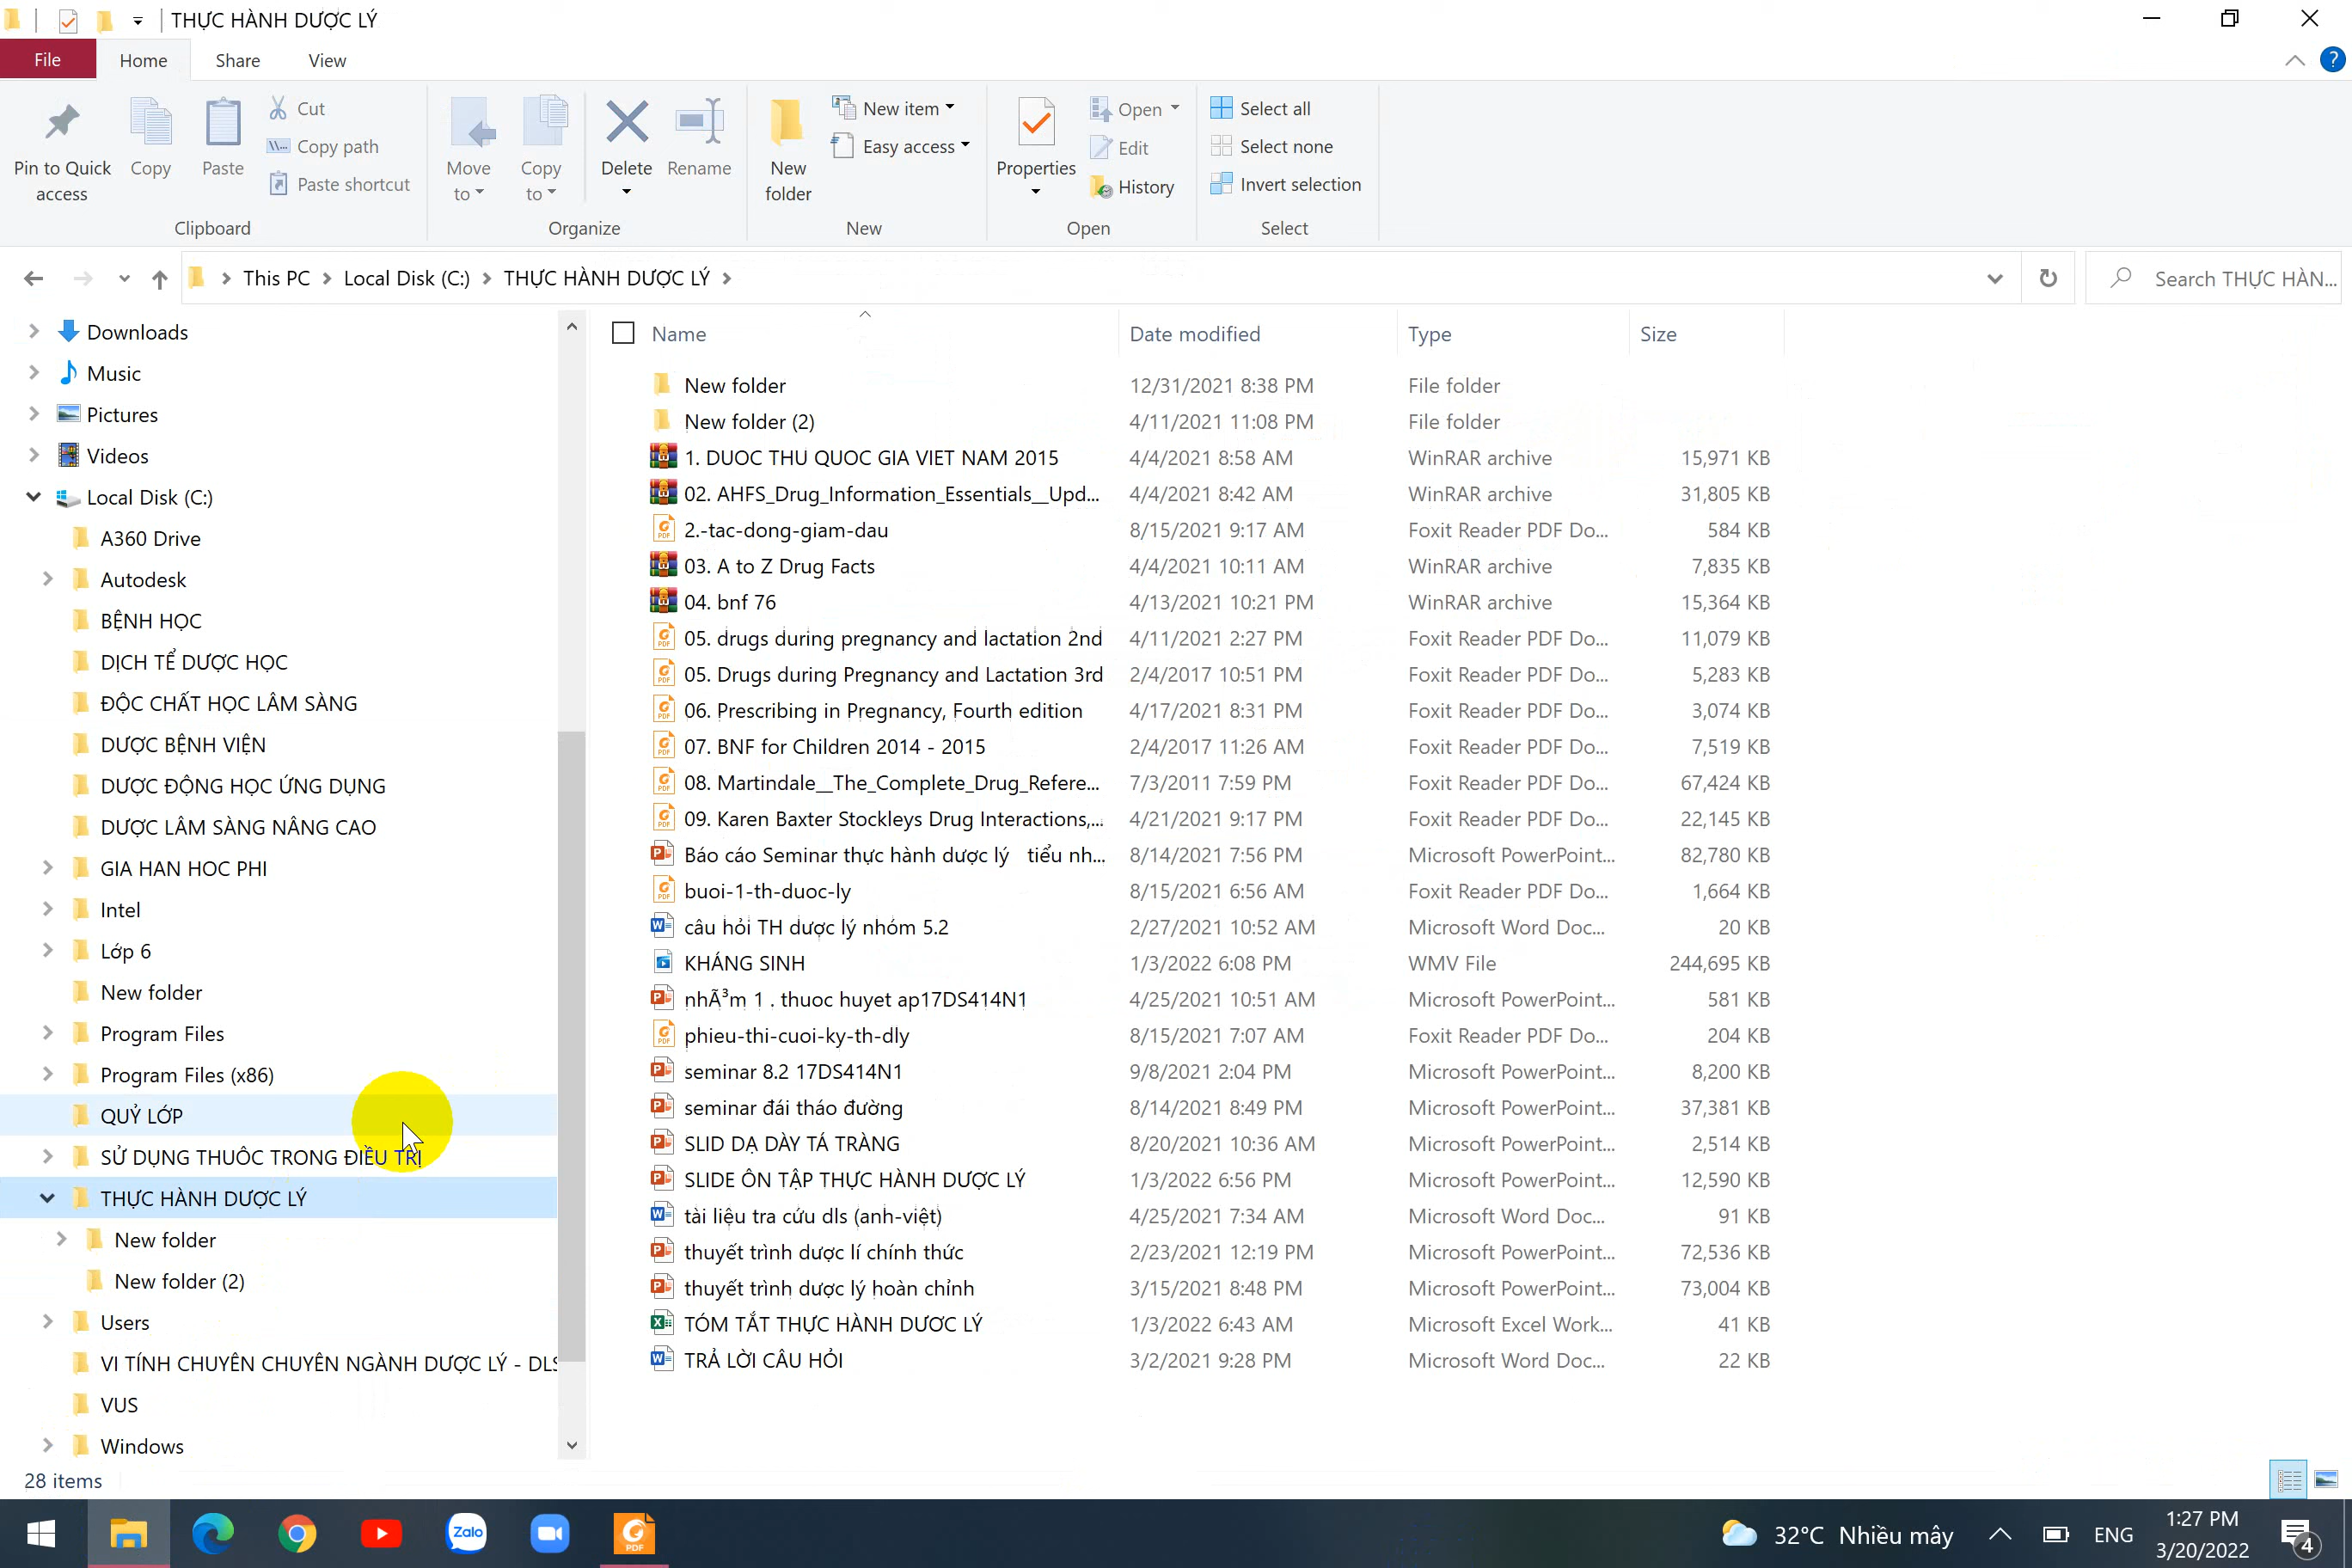 THỰC HÀNH DƯỢC LÝ
File Home Share View
Pin to Quick access
Copy
Paste
Cut
Copy path
Paste shortcut
Clipboard
Move to
Copy to
Delete
Rename
Organize
New folder
New item
Easy access
New
Properties
Open
Edit
History
Open
Select all
Select none
Invert selection
Select
This PC > Local Disk (C:) > THỰC HÀNH DƯỢC LÝ >
Search THỰC HÀN...
Downloads
Music
Pictures
Videos
Local Disk (C:)
A360 Drive
Autodesk
BỆNH HỌC
DỊCH TỂ DƯỢC HỌC
ĐỘC CHẤT HỌC LÂM SÀNG
DƯỢC BỆNH VIỆN
DƯỢC ĐỘNG HỌC ỨNG DỤNG
DƯỢC LÂM SÀNG NÂNG CAO
GIA HAN HOC PHI
Intel
Lớp 6
New folder
Program Files
Program Files (x86)
QUỶ LỚP
SỬ DỤNG THUÔC TRONG ĐIỀU TRỊ
THỰC HÀNH DƯỢC LÝ
New folder
New folder (2)
Users
VI TÍNH CHUYÊN CHUYÊN NGÀNH DƯỢC LÝ - DLS
VUS
Windows
Name Date modified Type Size
New folder 12/31/2021 8:38 PM File folder
New folder (2) 4/11/2021 11:08 PM File folder
1. DUOC THU QUOC GIA VIET NAM 2015 4/4/2021 8:58 AM WinRAR archive 15,971 KB
02. AHFS_Drug_Information_Essentials__Upd... 4/4/2021 8:42 AM WinRAR archive 31,805 KB
2.-tac-dong-giam-dau 8/15/2021 9:17 AM Foxit Reader PDF Do... 584 KB
03. A to Z Drug Facts 4/4/2021 10:11 AM WinRAR archive 7,835 KB
04. bnf 76 4/13/2021 10:21 PM WinRAR archive 15,364 KB
05. drugs during pregnancy and lactation 2nd 4/11/2021 2:27 PM Foxit Reader PDF Do... 11,079 KB
05. Drugs during Pregnancy and Lactation 3rd 2/4/2017 10:51 PM Foxit Reader PDF Do... 5,283 KB
06. Prescribing in Pregnancy, Fourth edition 4/17/2021 8:31 PM Foxit Reader PDF Do... 3,074 KB
07. BNF for Children 2014 - 2015 2/4/2017 11:26 AM Foxit Reader PDF Do... 7,519 KB
08. Martindale__The_Complete_Drug_Refere... 7/3/2011 7:59 PM Foxit Reader PDF Do... 67,424 KB
09. Karen Baxter Stockleys Drug Interactions,... 4/21/2021 9:17 PM Foxit Reader PDF Do... 22,145 KB
Báo cáo Seminar thực hành dược lý tiểu nh... 8/14/2021 7:56 PM Microsoft PowerPoint... 82,780 KB
buoi-1-th-duoc-ly 8/15/2021 6:56 AM Foxit Reader PDF Do... 1,664 KB
câu hỏi TH dược lý nhóm 5.2 2/27/2021 10:52 AM Microsoft Word Doc... 20 KB
KHÁNG SINH 1/3/2022 6:08 PM WMV File 244,695 KB
nhÃ³m 1 . thuoc huyet ap17DS414N1 4/25/2021 10:51 AM Microsoft PowerPoint... 581 KB
phieu-thi-cuoi-ky-th-dly 8/15/2021 7:07 AM Foxit Reader PDF Do... 204 KB
seminar 8.2 17DS414N1 9/8/2021 2:04 PM Microsoft PowerPoint... 8,200 KB
seminar đái tháo đường 8/14/2021 8:49 PM Microsoft PowerPoint... 37,381 KB
SLID DẠ DÀY TÁ TRÀNG 8/20/2021 10:36 AM Microsoft PowerPoint... 2,514 KB
SLIDE ÔN TẬP THỰC HÀNH DƯỢC LÝ 1/3/2022 6:56 PM Microsoft PowerPoint... 12,590 KB
tài liệu tra cứu dls (anh-việt) 4/25/2021 7:34 AM Microsoft Word Doc... 91 KB
thuyết trình dược lí chính thức 2/23/2021 12:19 PM Microsoft PowerPoint... 72,536 KB
thuyết trình dược lý hoàn chỉnh 3/15/2021 8:48 PM Microsoft PowerPoint... 73,004 KB
TÓM TẮT THỰC HÀNH DƯƠC LÝ 1/3/2022 6:43 AM Microsoft Excel Work... 41 KB
TRẢ LỜI CÂU HỎI 3/2/2021 9:28 PM Microsoft Word Doc... 22 KB
28 items
Zalo
PDF
32°C Nhiều mây
ENG
1:27 PM
3/20/2022
4